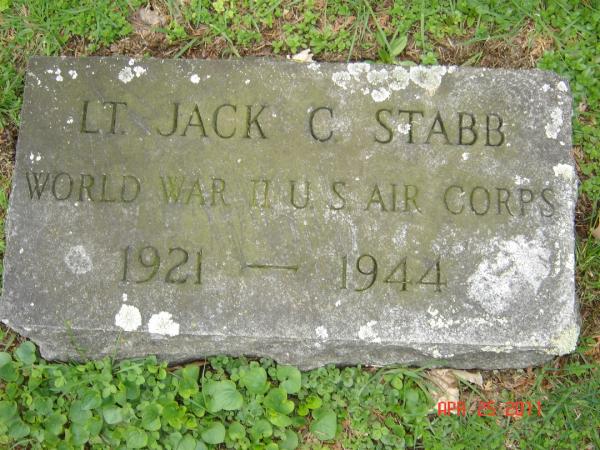 LT. JACK C. STABB
WORLD WAR II U S AIR CORPS
1921 — 1944
APR 25 2011